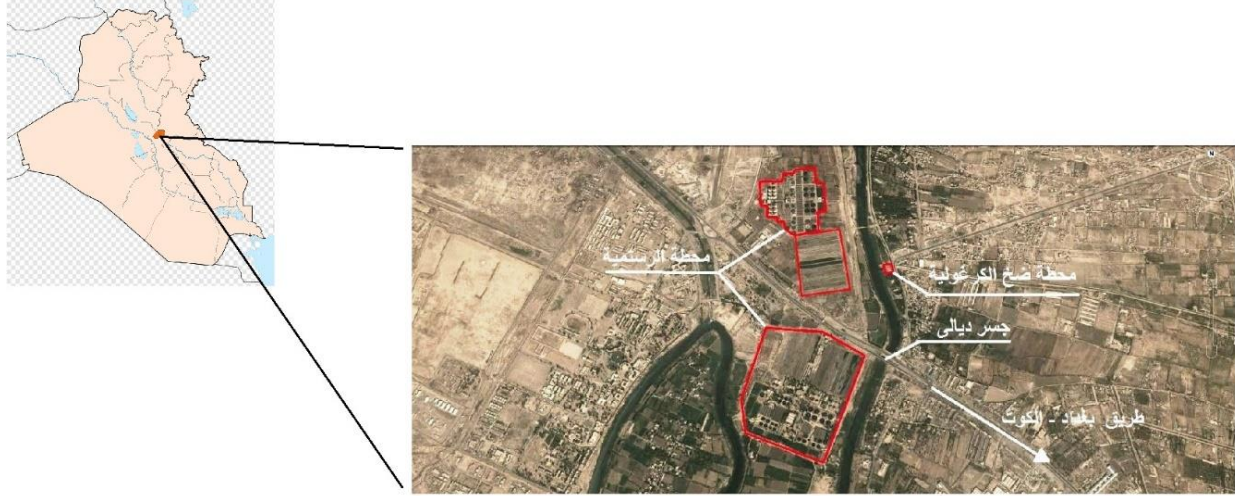 N
محطة الرستمية
محطة ضخ الكرغولية
جسر ديالى
طريق بغداد - الكوت